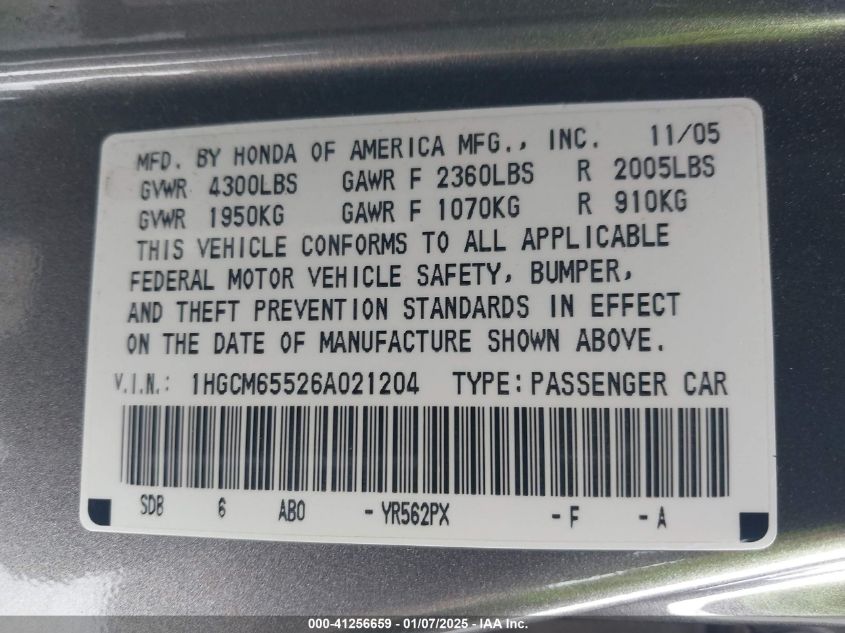 MFD. BY HONDA OF AMERICA MFG., INC. 11/05
GVWR 4300LBS GAWR F 2360LBS R 2005LBS
GVWR 1950KG GAWR F 1070KG R 910KG
THIS VEHICLE CONFORMS TO ALL APPLICABLE
FEDERAL MOTOR VEHICLE SAFETY, BUMPER,
AND THEFT PREVENTION STANDARDS IN EFFECT
ON THE DATE OF MANUFACTURE SHOWN ABOVE.
V.I.N.: 1HGCM65526A021204 TYPE: PASSENGER CAR
SDB 6 ABO - YR562PX - F - A
000-41256659 - 01/07/2025 - IAA Inc.